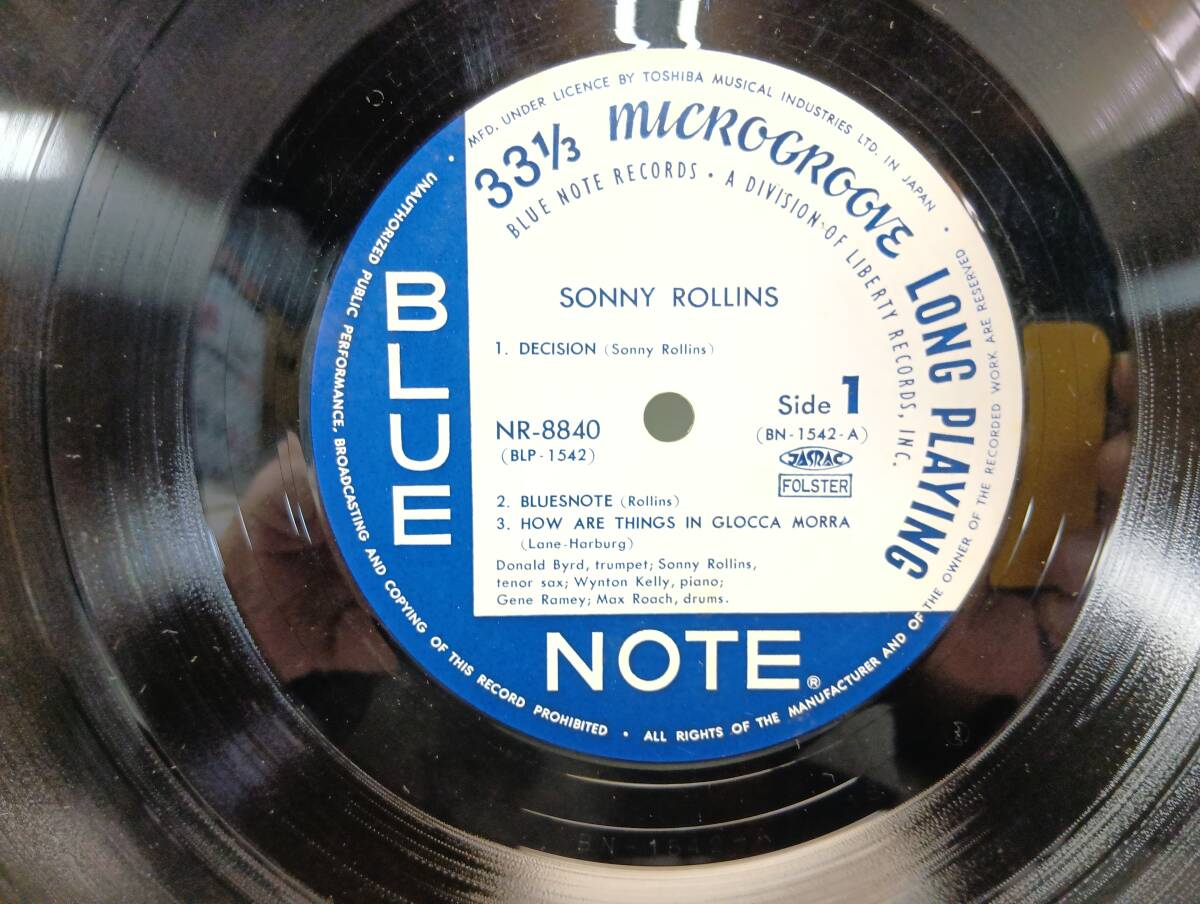 MFD. UNDER LICENCE BY TOSHIBA MUSICAL INDUSTRIES LTD. IN JAPAN •
33⅓ MICROGROOVE LONG PLAYING
BLUE NOTE RECORDS • A DIVISION OF LIBERTY RECORDS, INC.
SONNY ROLLINS
1. DECISION (Sonny Rollins)
Side 1
(BN-1542-A)
NR-8840
(BLP-1542)
JASRAC
FOLSTER
2. BLUESNOTE (Rollins)
3. HOW ARE THINGS IN GLOCCA MORRA
(Lane-Harburg)
Donald Byrd, trumpet; Sonny Rollins,
tenor sax; Wynton Kelly, piano;
Gene Ramey; Max Roach, drums.
BLUE
NOTE®
• UNAUTHORIZED PUBLIC PERFORMANCE, BROADCASTING AND COPYING OF THIS RECORD PROHIBITED • ALL RIGHTS OF THE MANUFACTURER AND OF THE OWNER OF THE RECORDED WORK ARE RESERVED